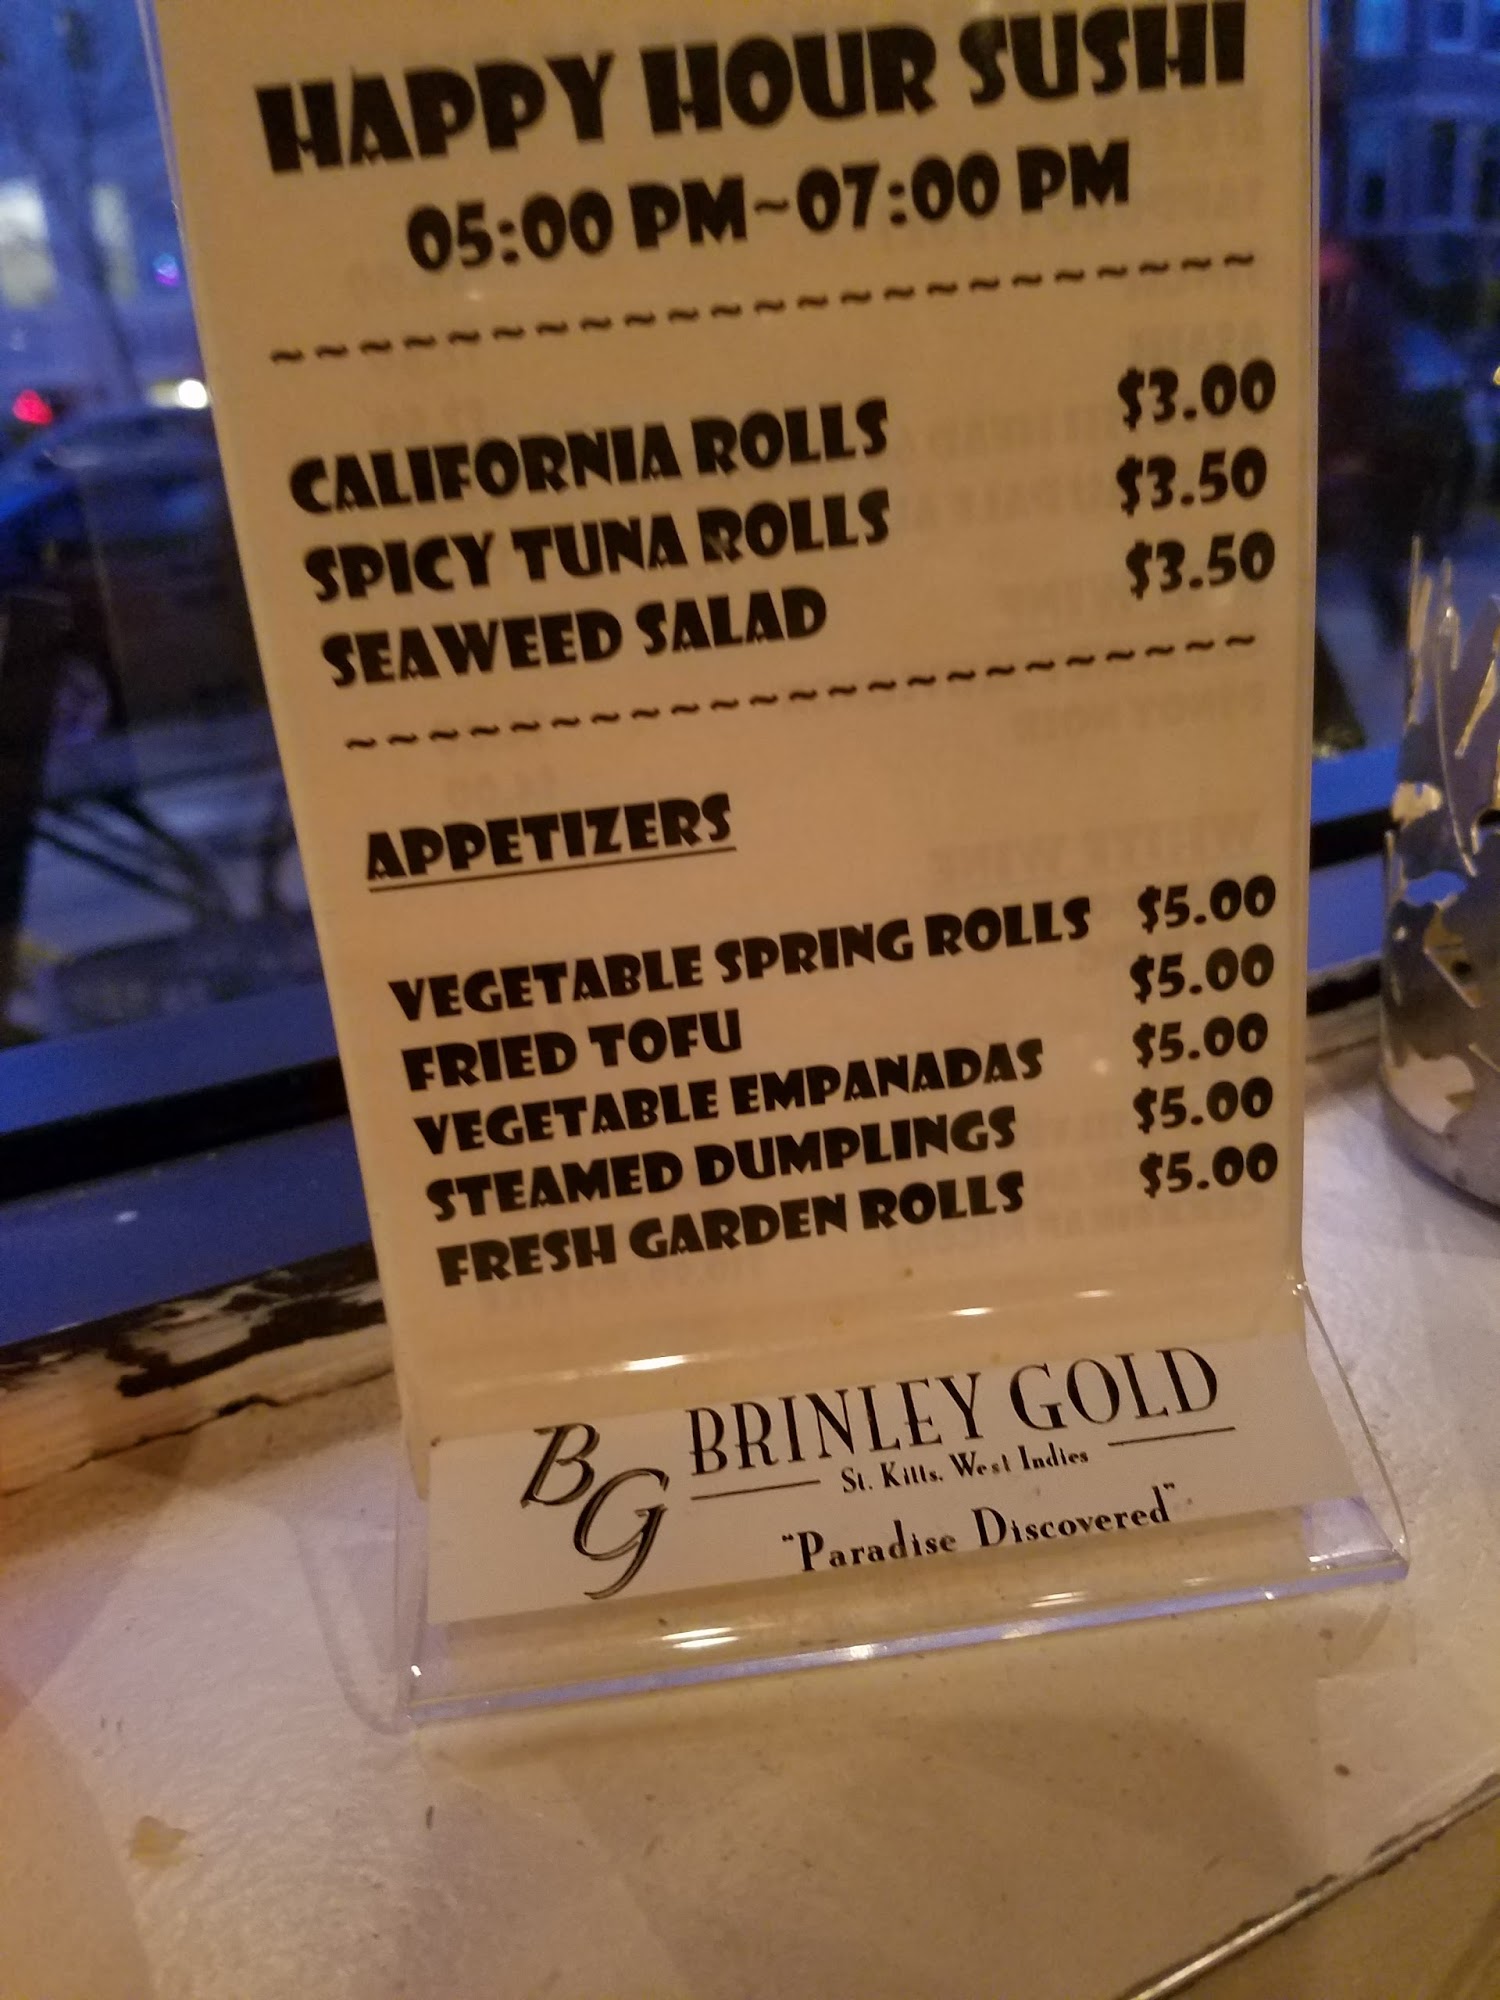 HAPPY HOUR SUSHI
05:00 PM~07:00 PM
~~~~~~~~~~~~~~~~~~~~~~~
CALIFORNIA ROLLS $3.00
SPICY TUNA ROLLS $3.50
SEAWEED SALAD $3.50
~~~~~~~~~~~~~~~~~~~~~~~
APPETIZERS
VEGETABLE SPRING ROLLS $5.00
FRIED TOFU $5.00
VEGETABLE EMPANADAS $5.00
STEAMED DUMPLINGS $5.00
FRESH GARDEN ROLLS $5.00
BG BRINLEY GOLD
St. Kitts, West Indies
"Paradise Discovered"